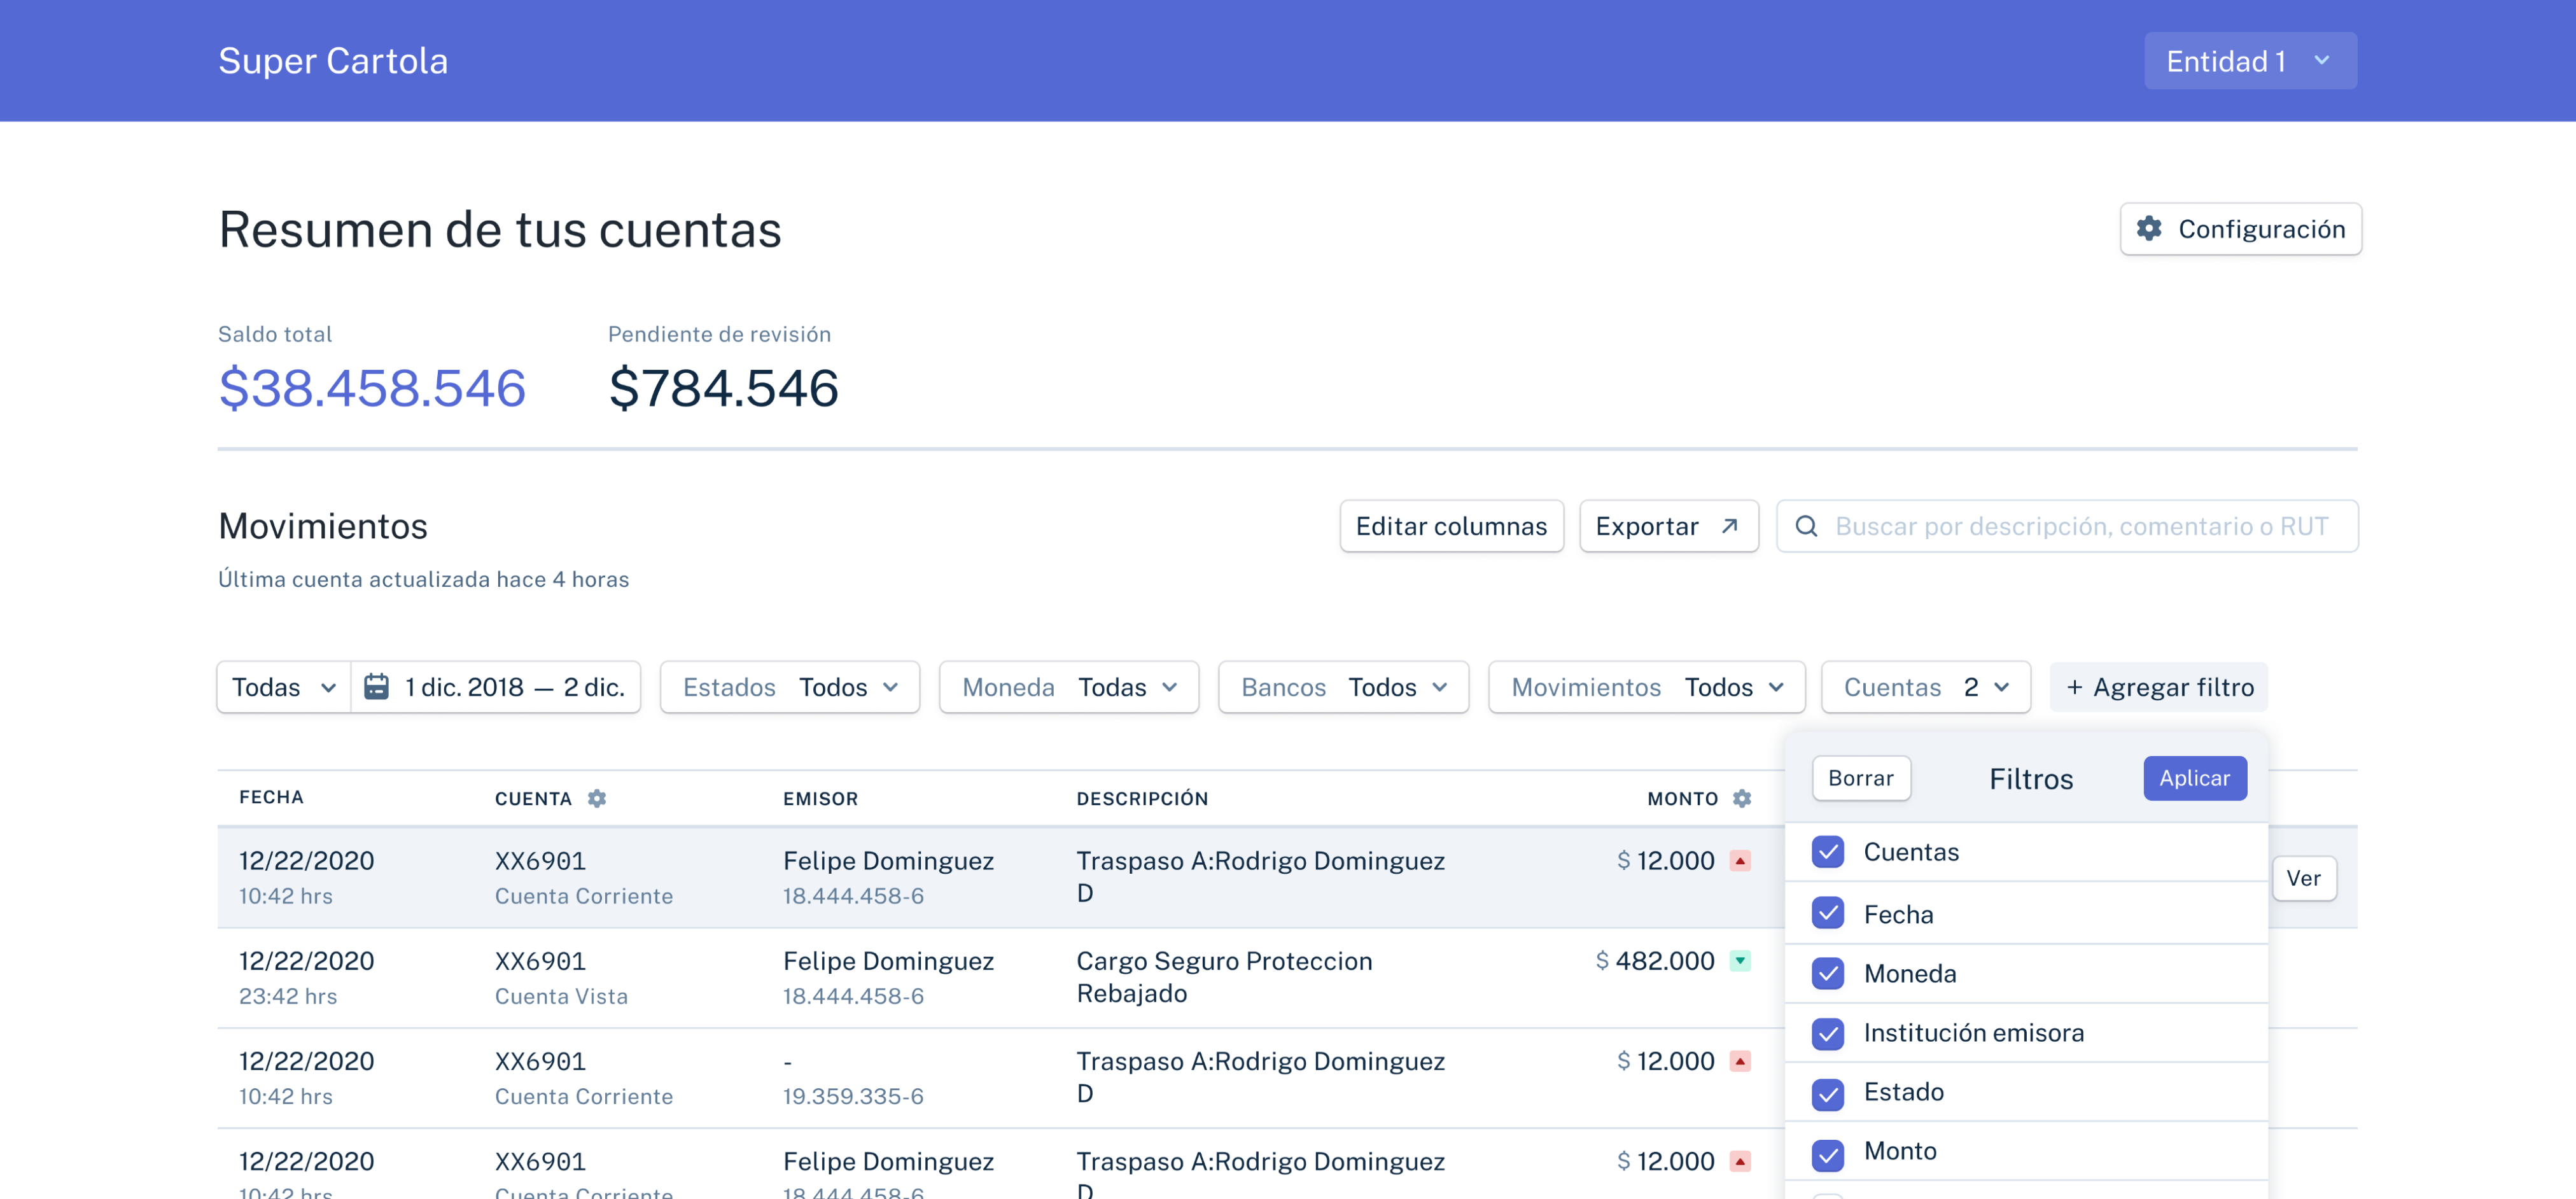 Super Cartola
Entidad 1
Resumen de tus cuentas
Configuración
Saldo total
Pendiente de revisión
$38.458.546
$784.546
Movimientos
Editar columnas
Exportar
Buscar por descripción, comentario o RUT
Última cuenta actualizada hace 4 horas
Todas
1 dic. 2018 — 2 dic.
Estados Todos
Moneda Todas
Bancos Todos
Movimientos Todos
Cuentas 2
+ Agregar filtro
Borrar
Filtros
Aplicar
Cuentas
Fecha
Moneda
Institución emisora
Estado
Monto
FECHA
CUENTA
EMISOR
DESCRIPCIÓN
MONTO
12/22/2020
10:42 hrs
XX6901
Cuenta Corriente
Felipe Dominguez
18.444.458-6
Traspaso A:Rodrigo Dominguez
D
$ 12.000
Ver
12/22/2020
23:42 hrs
XX6901
Cuenta Vista
Felipe Dominguez
18.444.458-6
Cargo Seguro Proteccion
Rebajado
$ 482.000
12/22/2020
10:42 hrs
XX6901
Cuenta Corriente
-
19.359.335-6
Traspaso A:Rodrigo Dominguez
D
$ 12.000
12/22/2020
10:42 hrs
XX6901
Cuenta Corriente
Felipe Dominguez
18.444.458-6
Traspaso A:Rodrigo Dominguez
D
$ 12.000